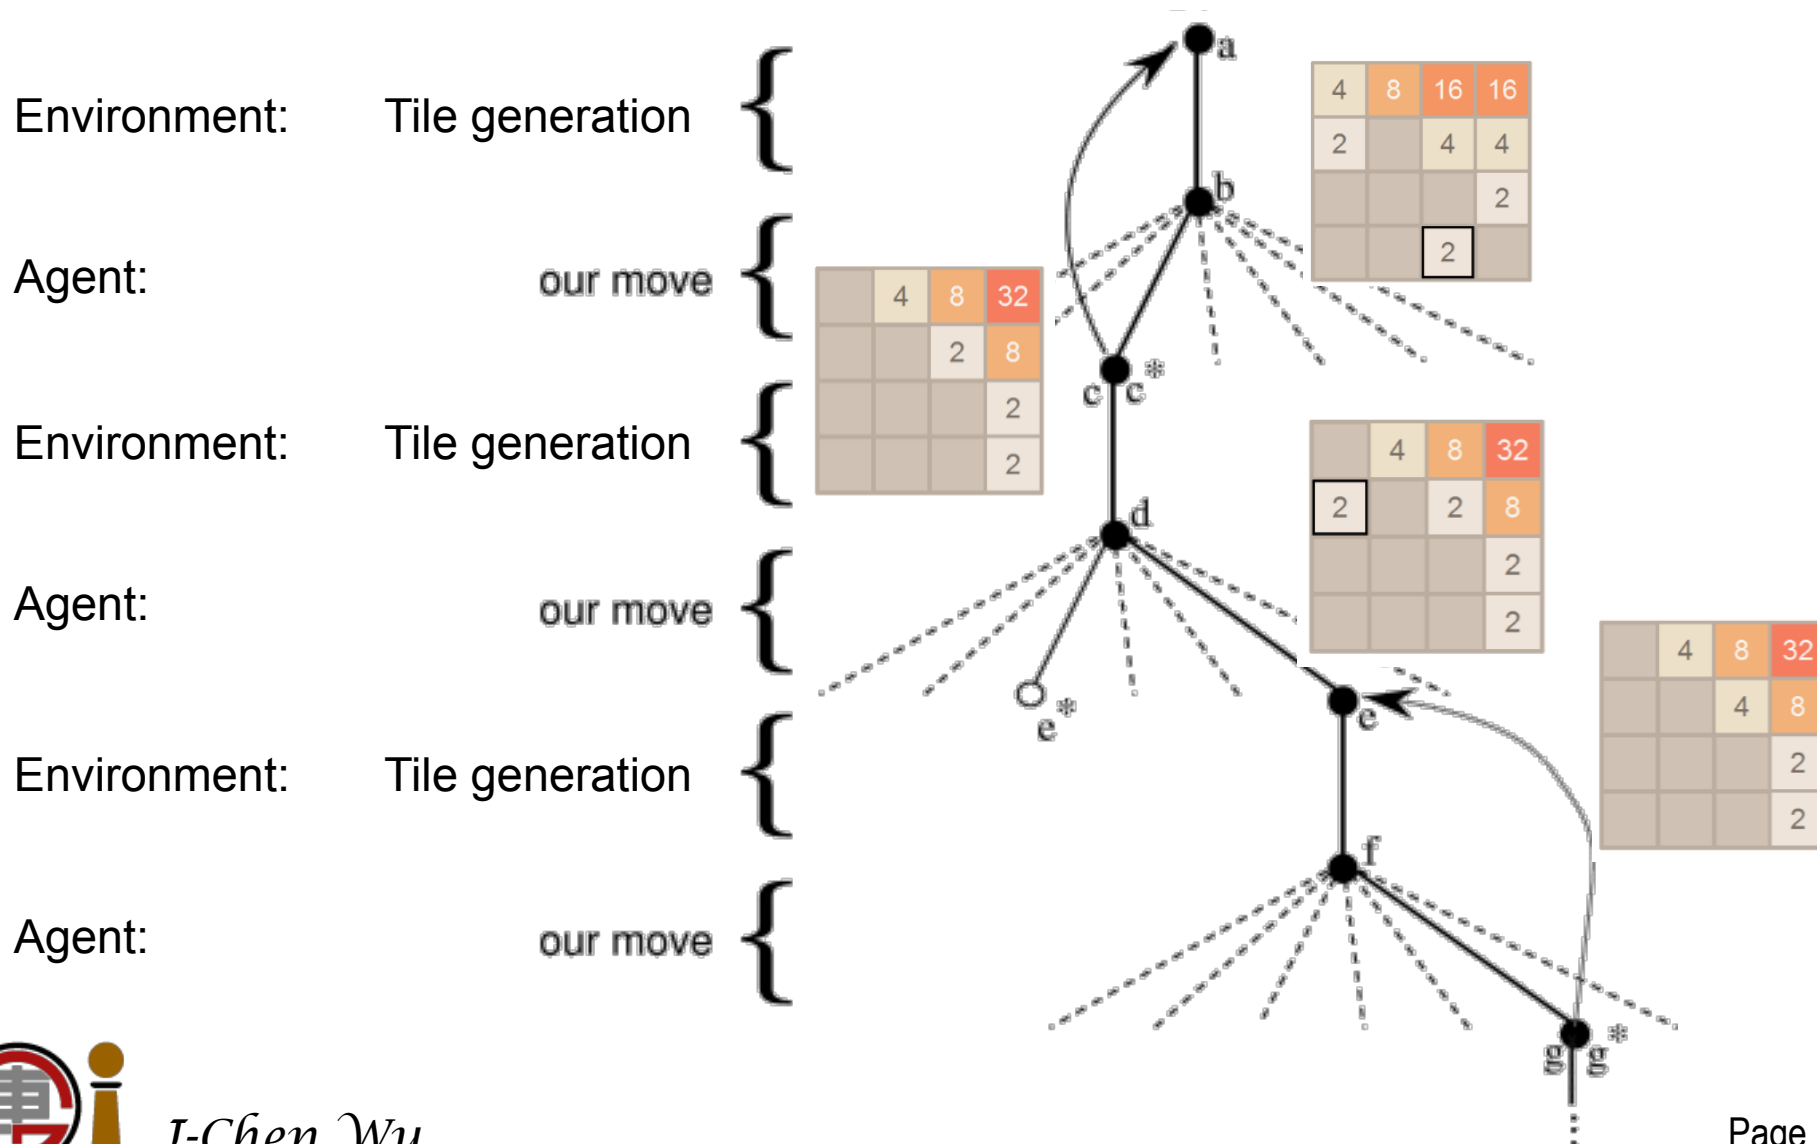 a
Environment: Tile generation
4 8 16 16
2 4 4
2
2
b
Agent: our move
4 8 32
2 8
2
2
c c*
Environment: Tile generation
4 8 32
2 2 8
2
2
d
Agent: our move
4 8 32
4 8
2
2
e* e
Environment: Tile generation
f
Agent: our move
g g*
I-Chen Wu
Page